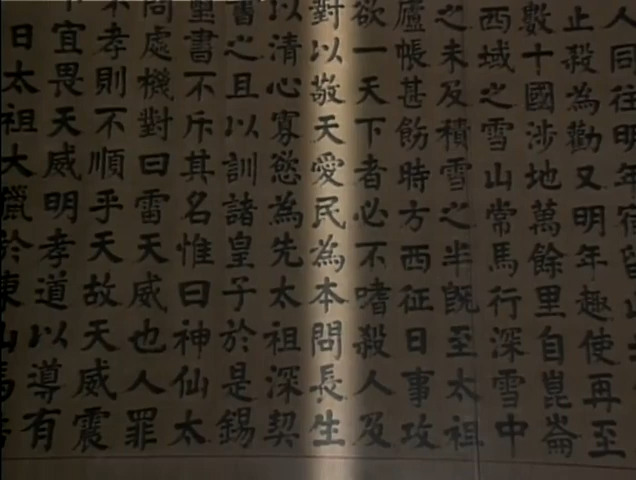 人同往明年宿留山
止殺為勸又明年趣使再至
數十國涉地萬餘里自崑崙
西域之雪山常馬行深雪中
之未及積雪之半既至太祖
廬帳甚飭時方西征日事攻
欲一天下者必不嗜殺人及
對以敬天愛民為本問長生
以清心寡慾為先太祖深契
書之且以訓諸皇子於是錫
璽書不斥其名惟曰神仙太
問處機對曰雷天威也人罪
不孝則不順乎天故天威震
宜畏天威明孝道以導有
日太祖大獵於東山馬